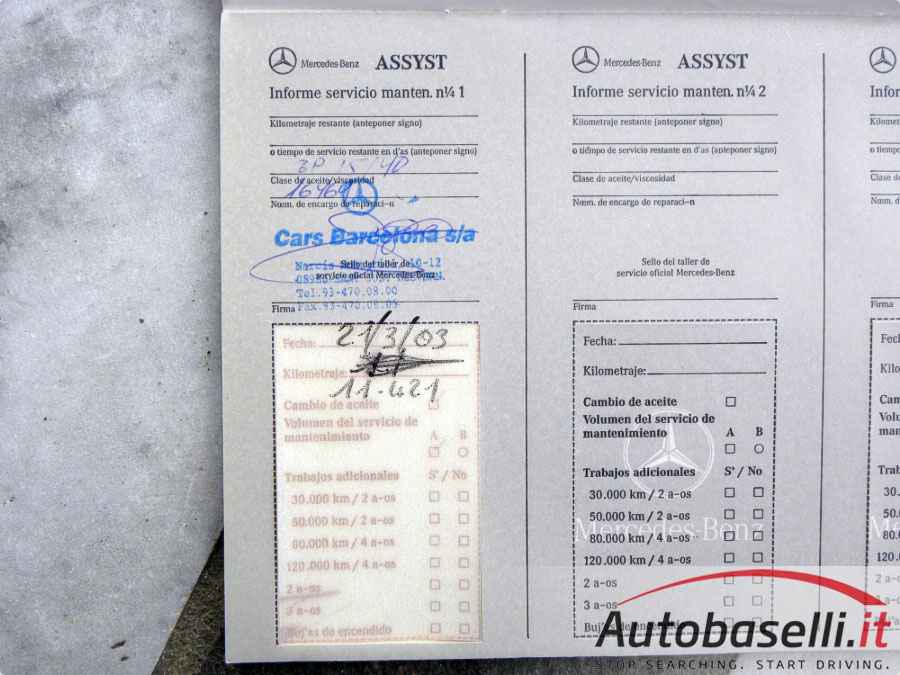 Mercedes-Benz ASSYST
Informe servicio manten. n¼ 1
Kilometraje restante (anteponer signo)
o tiempo de servicio restante en d'as (anteponer signo)
BP 15/40
Clase de aceite/viscosidad
Nœm. de encargo de reparaci–n
Cars Barcelona s/a
Sello del taller de
10-12
servicio oficial Mercedes-Benz
Tel.93-470.08.00
Fax.93-470.08.09
Firma
21/3/03
Fecha:
Kilometraje:
11.421
Cambio de aceite
Volumen del servicio de
mantenimiento A B
Trabajos adicionales S'/No
30.000 km / 2 a–os
50.000 km / 2 a–os
80.000 km / 4 a–os
120.000 km / 4 a–os
2 a–os
3 a–os
Buj'as de encendido
Mercedes-Benz ASSYST
Informe servicio manten. n¼ 2
Kilometraje restante (anteponer signo)
o tiempo de servicio restante en d'as (anteponer signo)
Clase de aceite/viscosidad
Nœm. de encargo de reparaci–n
Sello del taller de
servicio oficial Mercedes-Benz
Firma
Fecha:
Kilometraje:
Cambio de aceite
Volumen del servicio de
mantenimiento A B
Trabajos adicionales S'/No
30.000 km / 2 a–os
50.000 km / 2 a–os
Mercedes-Benz
80.000 km / 4 a–os
120.000 km / 4 a–os
2 a–os
3 a–os
Buj'as de encendido
Autobaselli.it
STOP SEARCHING. START DRIVING.